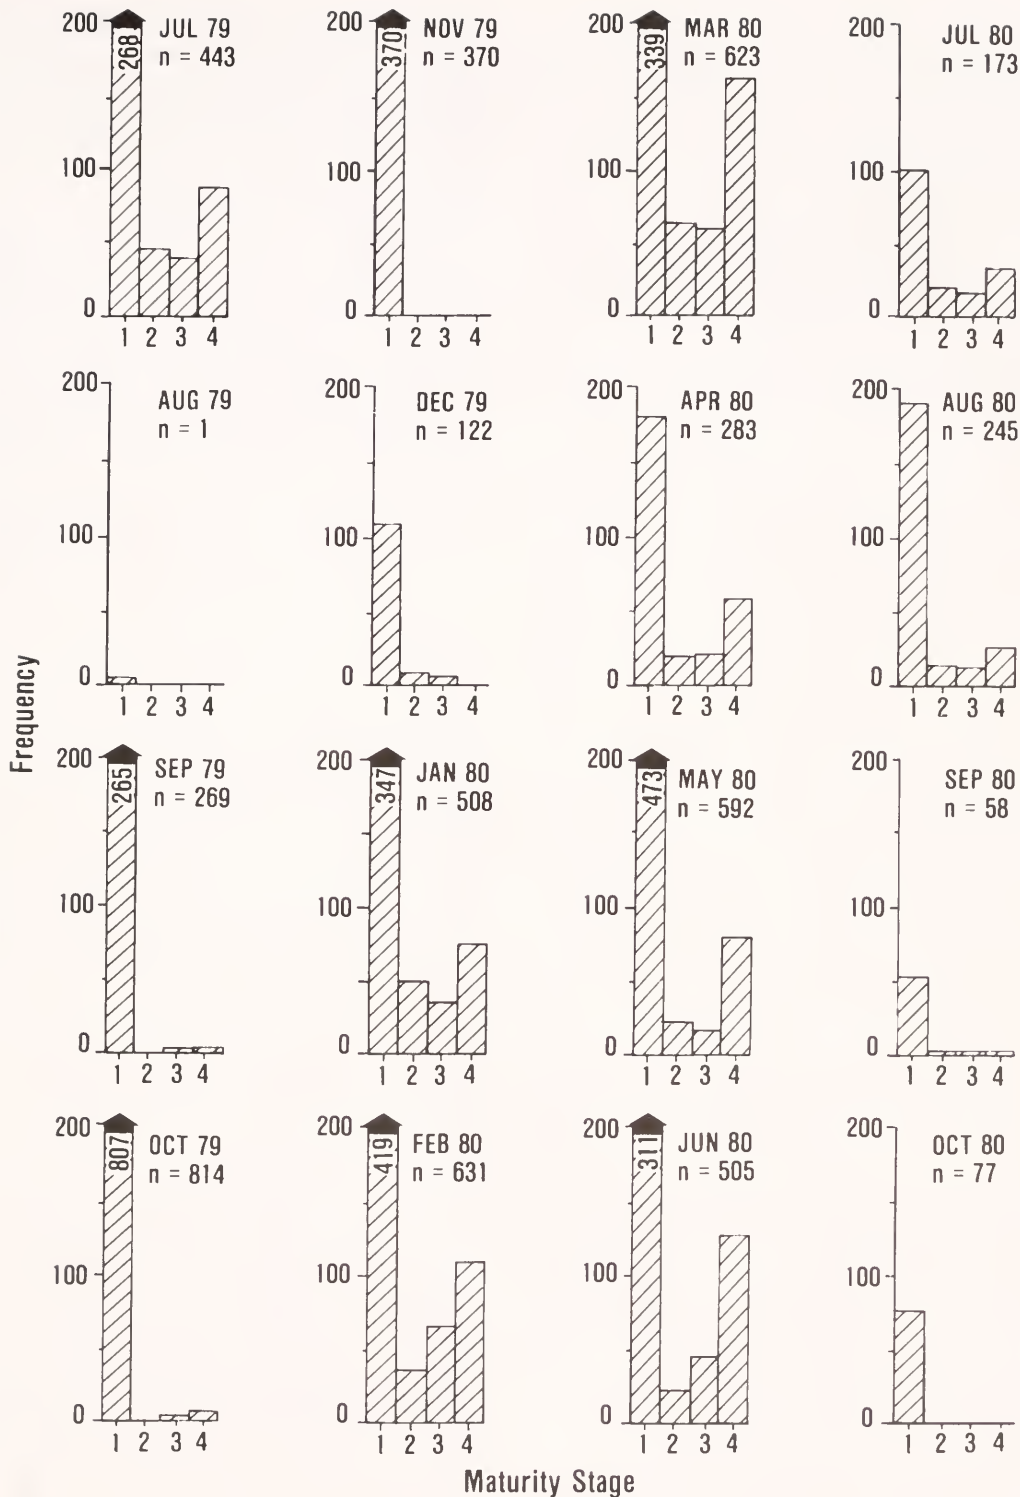 Frequency
200
100
0
268
JUL 79
n = 443
1 2 3 4
200
100
0
370
NOV 79
n = 370
1 2 3 4
200
100
0
339
MAR 80
n = 623
1 2 3 4
200
100
0
JUL 80
n = 173
1 2 3 4
200
100
0
AUG 79
n = 1
1 2 3 4
200
100
0
DEC 79
n = 122
1 2 3 4
200
100
0
APR 80
n = 283
1 2 3 4
200
100
0
AUG 80
n = 245
1 2 3 4
200
100
0
265
SEP 79
n = 269
1 2 3 4
200
100
0
347
JAN 80
n = 508
1 2 3 4
200
100
0
473
MAY 80
n = 592
1 2 3 4
200
100
0
SEP 80
n = 58
1 2 3 4
200
100
0
807
OCT 79
n = 814
1 2 3 4
200
100
0
419
FEB 80
n = 631
1 2 3 4
200
100
0
311
JUN 80
n = 505
1 2 3 4
200
100
0
OCT 80
n = 77
1 2 3 4
Maturity Stage